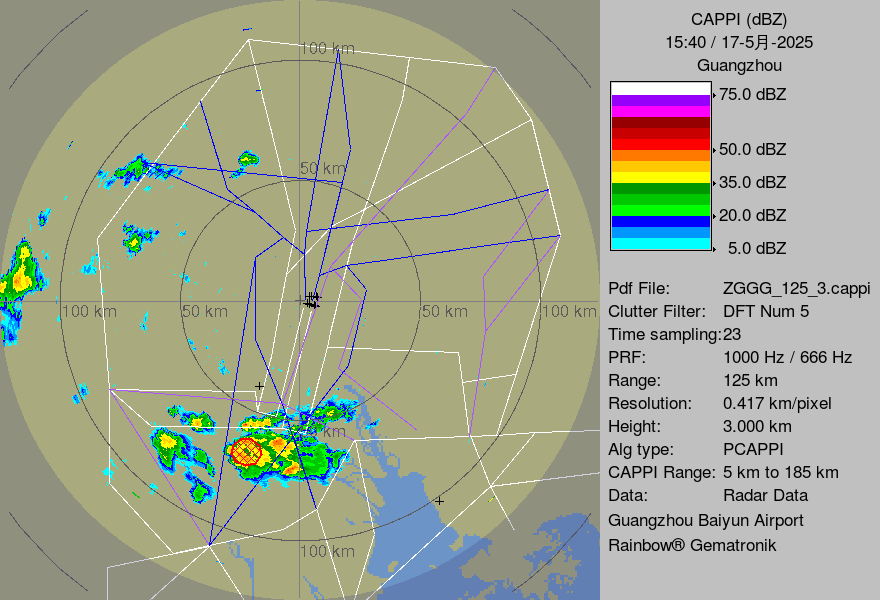 CAPPI (dBZ)
15:40 / 17-5月-2025
Guangzhou
75.0 dBZ
50.0 dBZ
35.0 dBZ
20.0 dBZ
5.0 dBZ
Pdf File: ZGGG_125_3.cappi
Clutter Filter: DFT Num 5
Time sampling:23
PRF: 1000 Hz / 666 Hz
Range: 125 km
Resolution: 0.417 km/pixel
Height: 3.000 km
Alg type: PCAPPI
CAPPI Range: 5 km to 185 km
Data: Radar Data
Guangzhou Baiyun Airport
Rainbow® Gematronik
100 km
50 km
100 km
50 km
50 km
100 km
km
100 km